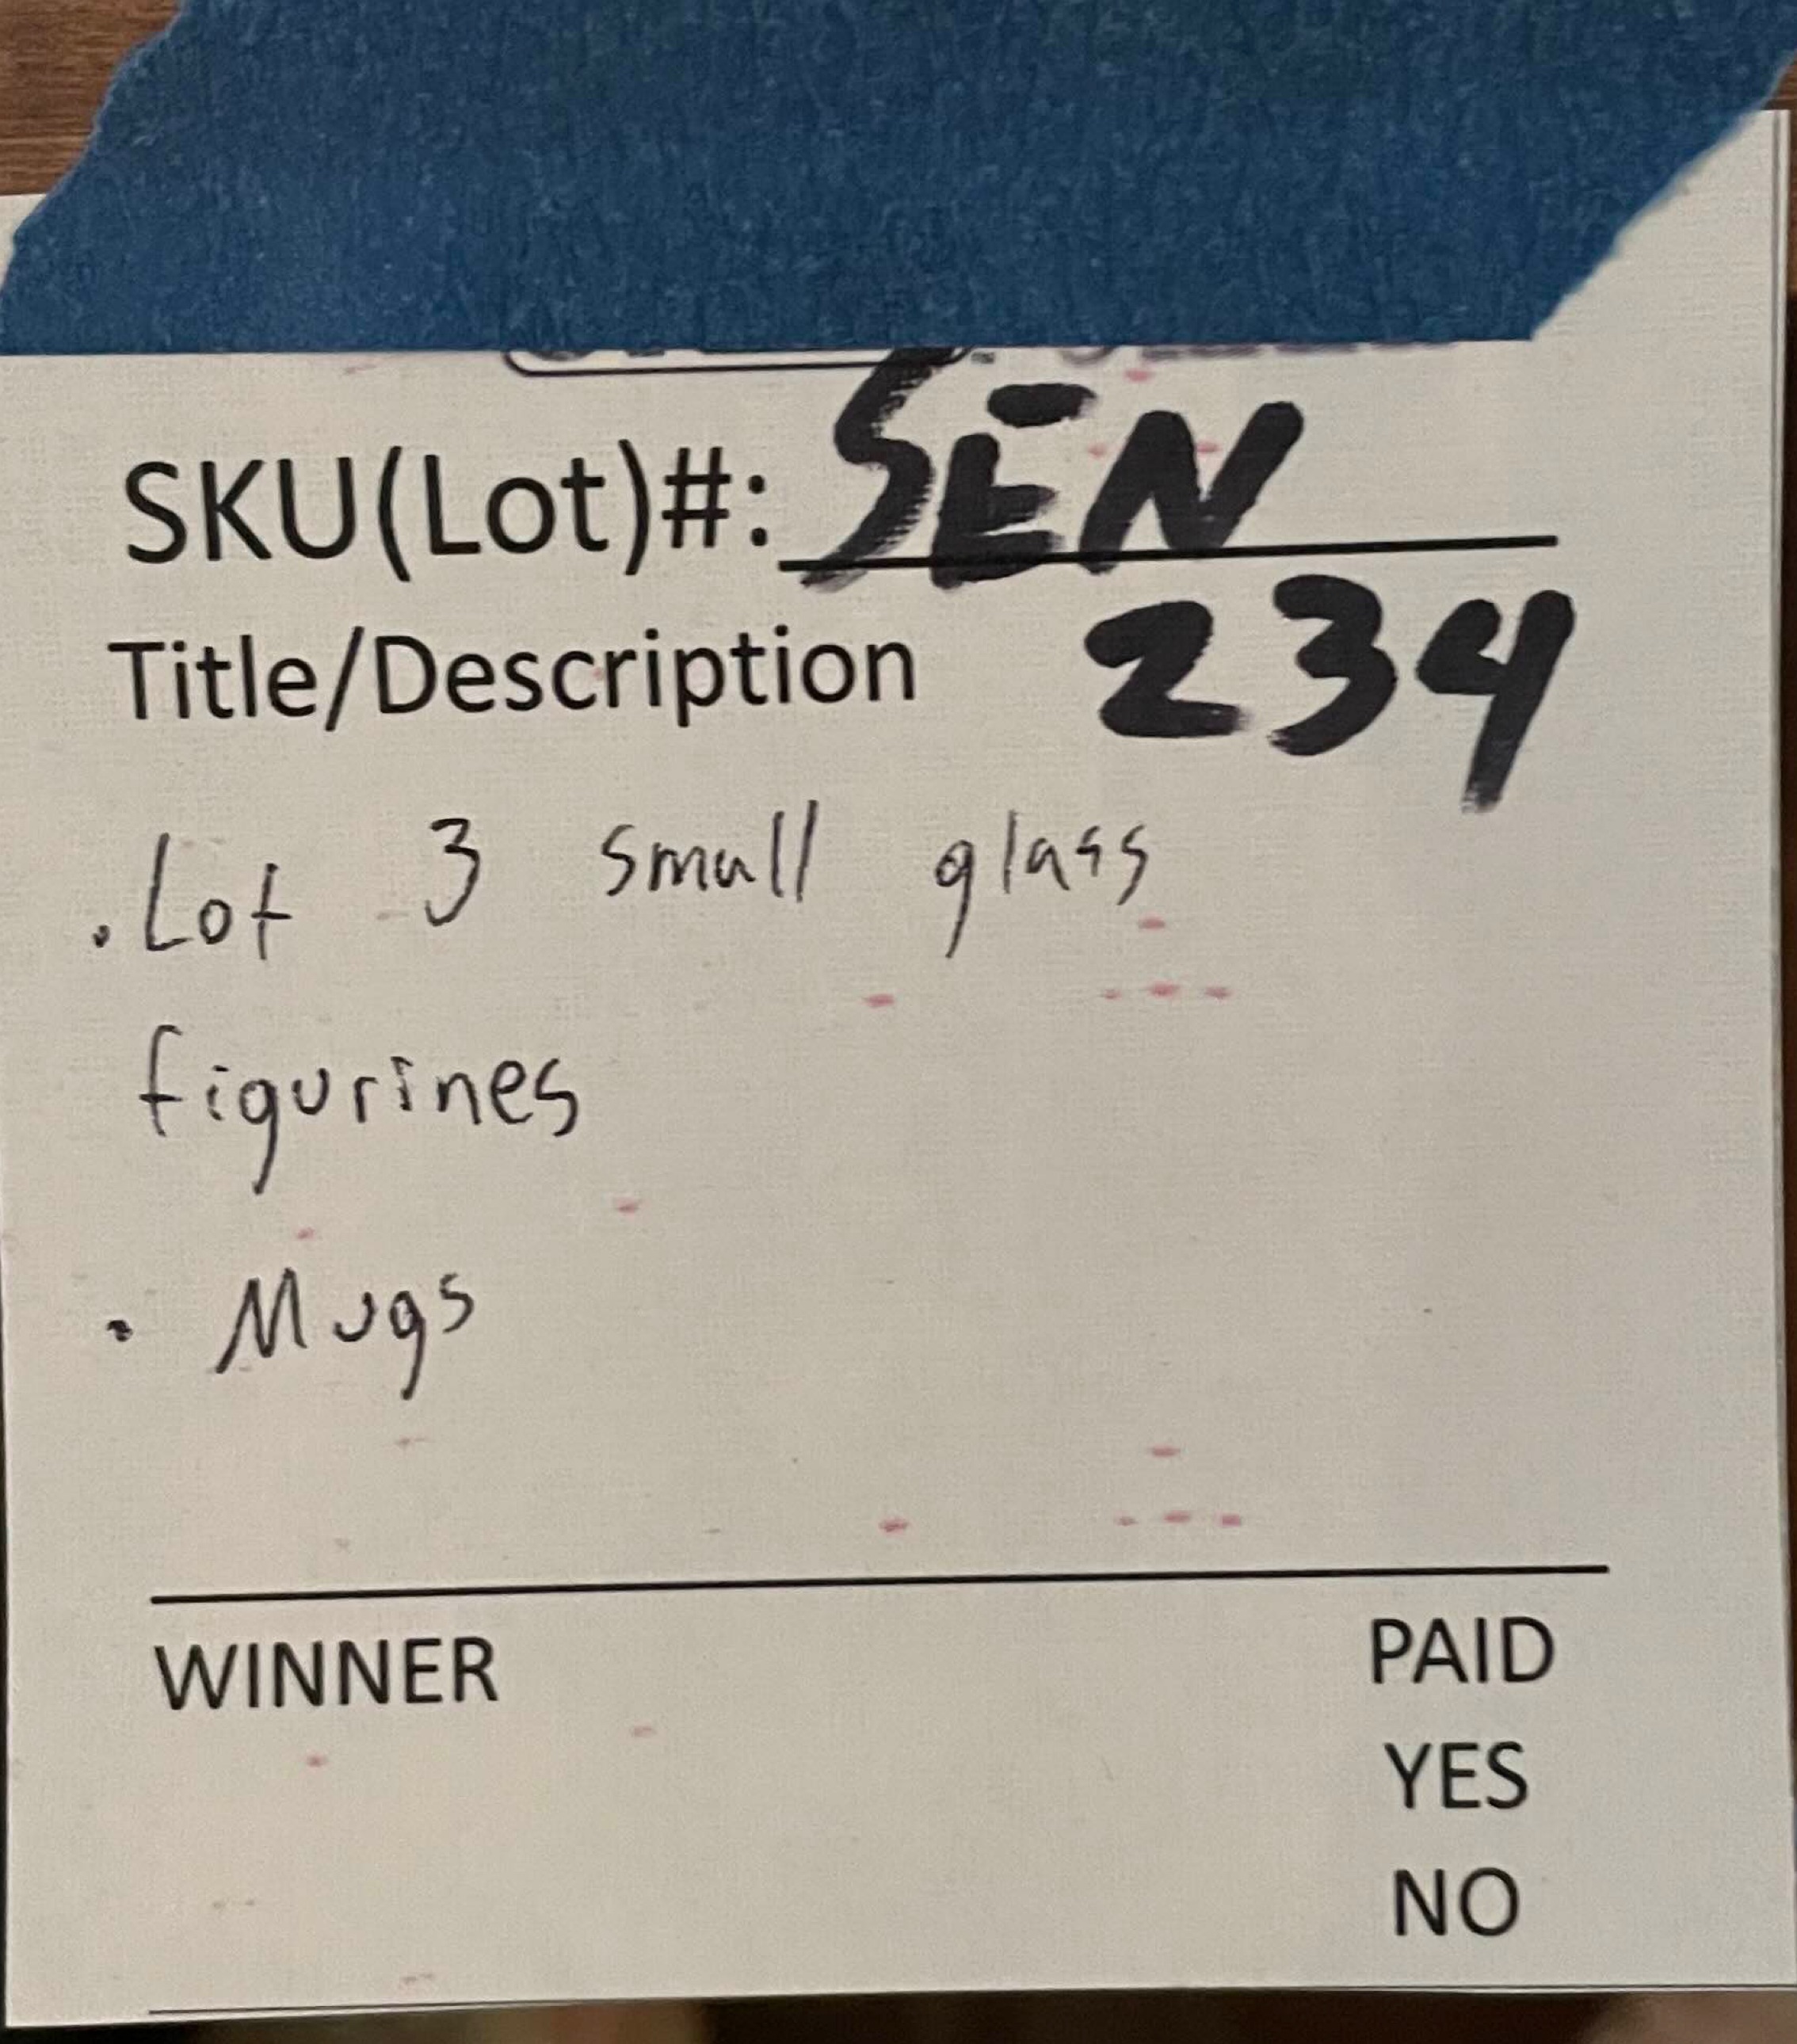 SKU(Lot)#: SEN
Title/Description 234
. Lot 3 small glass
figurines
• Mugs
WINNER PAID
YES
NO